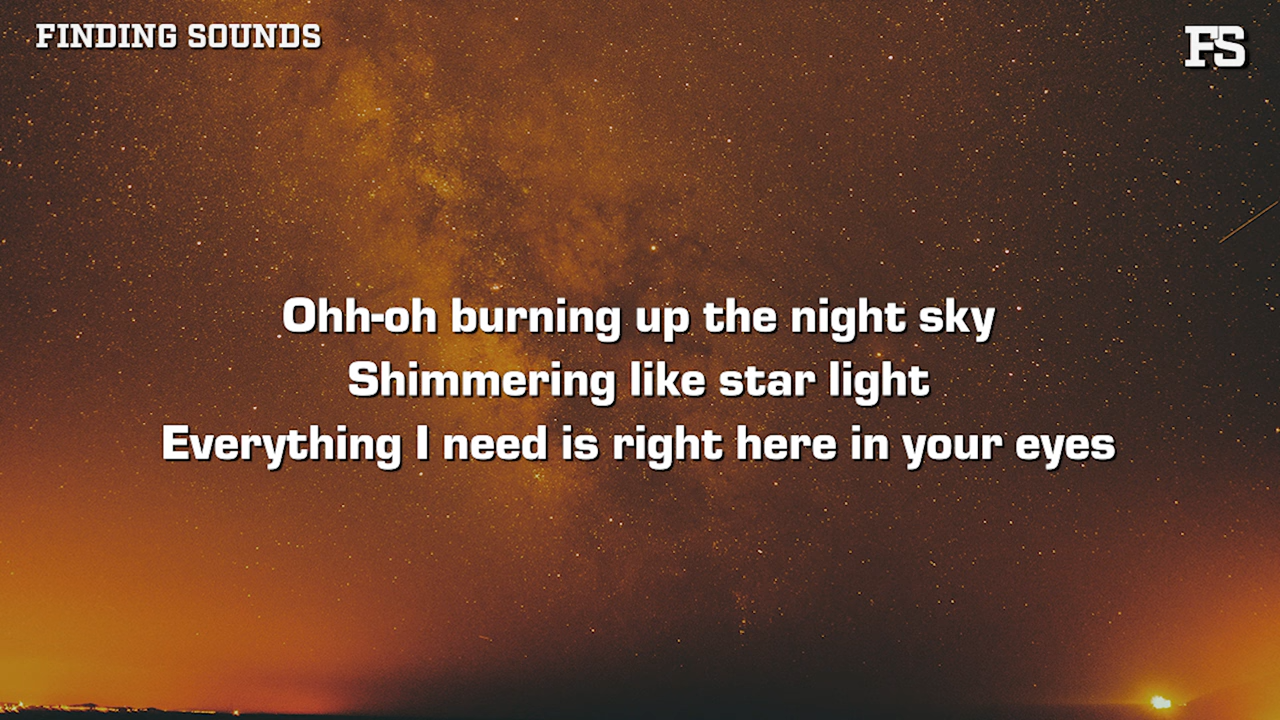 FINDING SOUNDS
FS
Ohh-oh burning up the night sky
Shimmering like star light
Everything I need is right here in your eyes